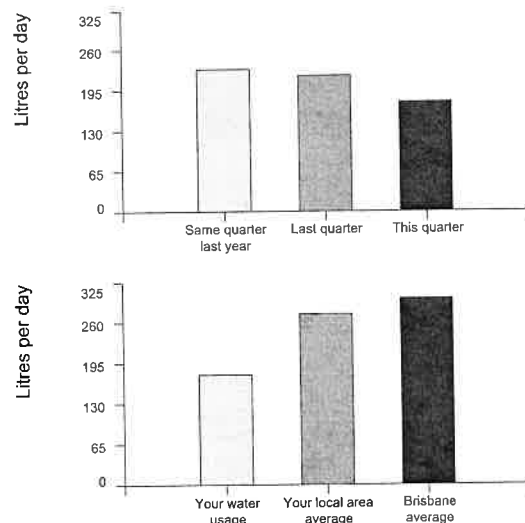 Litres per day
325
260
195
130
65
0
Same quarter
last year
Last quarter
This quarter
Litres per day
325
260
195
130
65
0
Your water
usage
Your local area
average
Brisbane
average